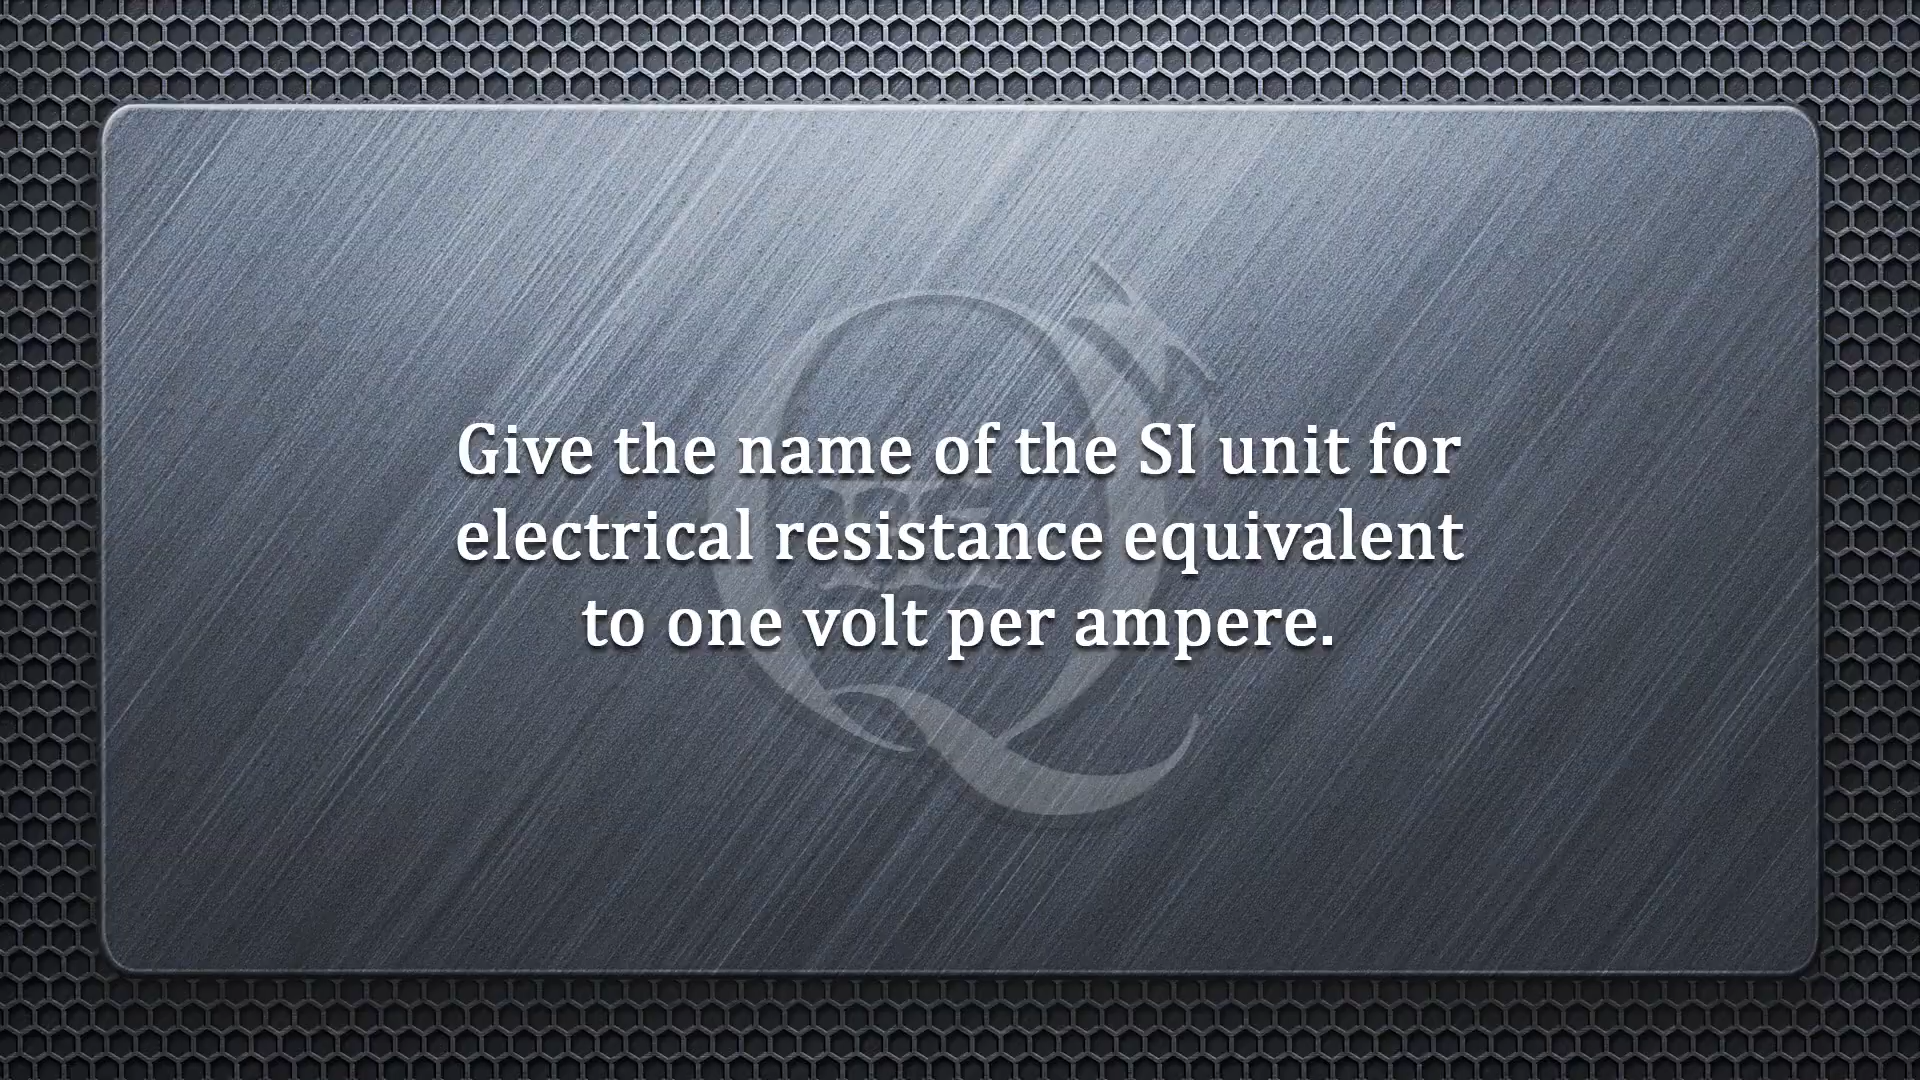 Give the name of the SI unit for
electrical resistance equivalent
to one volt per ampere.